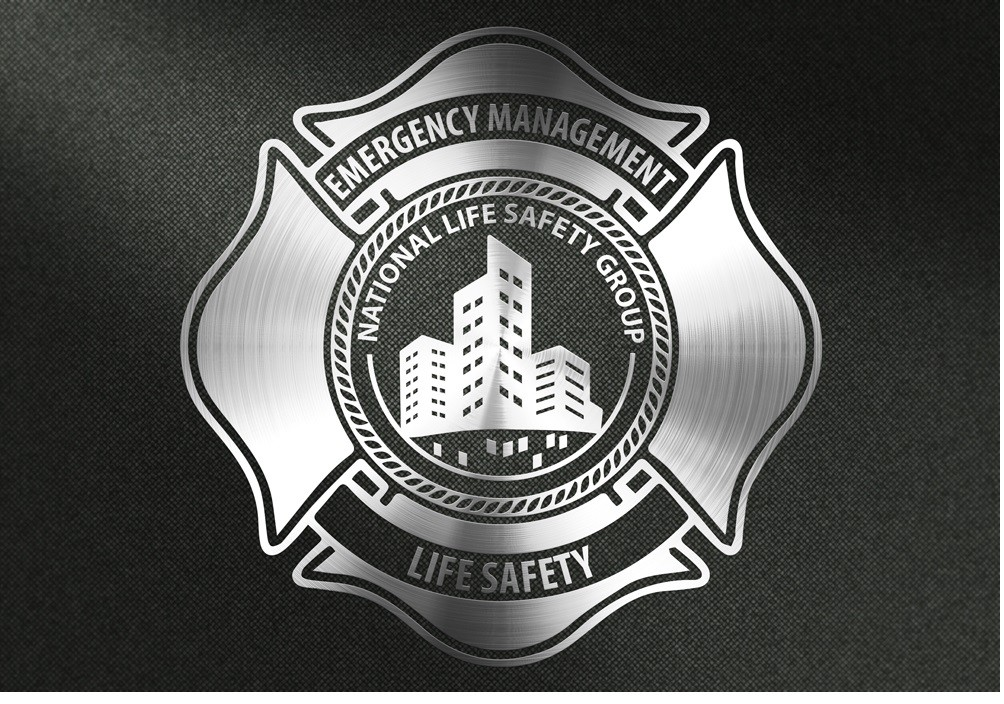 EMERGENCY MANAGEMENT
NATIONAL LIFE SAFETY GROUP
LIFE SAFETY